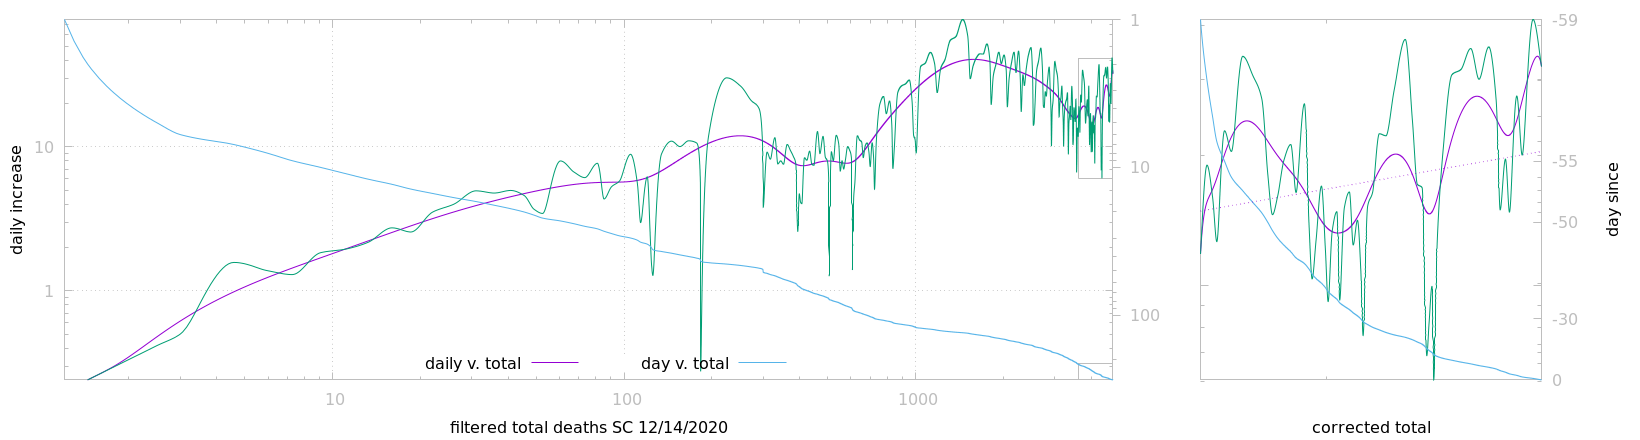 1
-59
10
10
-55
daily increase
-50
day since
1
100
-30
daily v. total
day v. total
0
10
100
1000
filtered total deaths SC 12/14/2020
corrected total